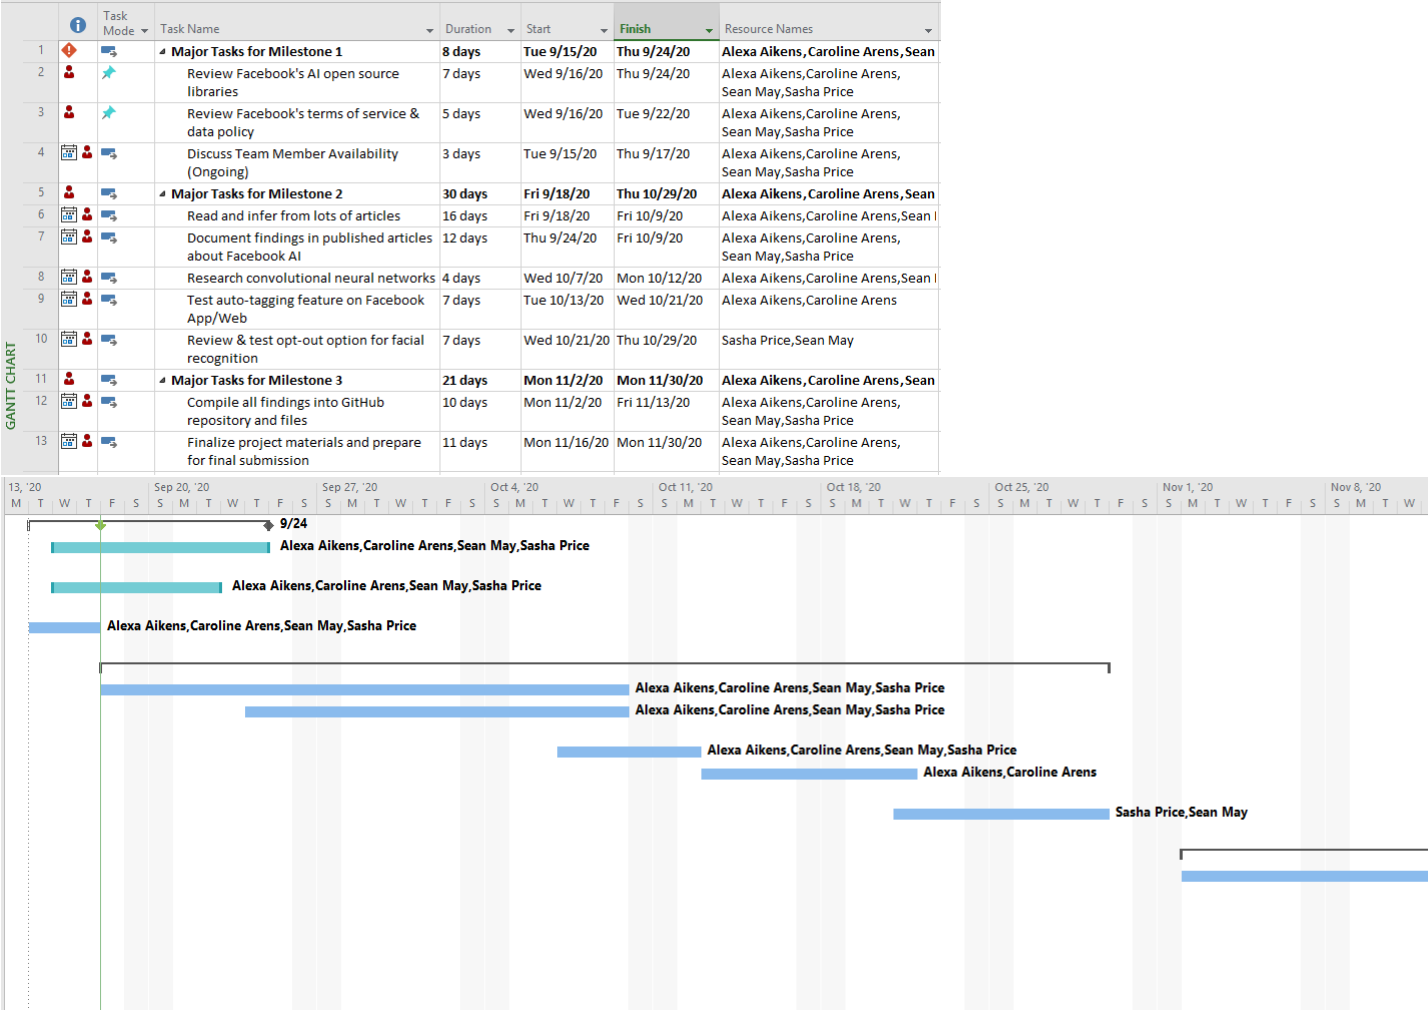 Task
Mode Task Name Duration Start Finish Resource Names
1 Major Tasks for Milestone 1 8 days Tue 9/15/20 Thu 9/24/20 Alexa Aikens,Caroline Arens,Sean
2 Review Facebook's AI open source 7 days Wed 9/16/20 Thu 9/24/20 Alexa Aikens,Caroline Arens,
libraries Sean May,Sasha Price
3 Review Facebook's terms of service & 5 days Wed 9/16/20 Tue 9/22/20 Alexa Aikens,Caroline Arens,
data policy Sean May,Sasha Price
4 Discuss Team Member Availability 3 days Tue 9/15/20 Thu 9/17/20 Alexa Aikens,Caroline Arens,
(Ongoing) Sean May,Sasha Price
5 Major Tasks for Milestone 2 30 days Fri 9/18/20 Thu 10/29/20 Alexa Aikens,Caroline Arens,Sean
6 Read and infer from lots of articles 16 days Fri 9/18/20 Fri 10/9/20 Alexa Aikens,Caroline Arens,Sean
7 Document findings in published articles 12 days Thu 9/24/20 Fri 10/9/20 Alexa Aikens,Caroline Arens,
about Facebook AI Sean May,Sasha Price
8 Research convolutional neural networks 4 days Wed 10/7/20 Mon 10/12/20 Alexa Aikens,Caroline Arens,Sean
9 Test auto-tagging feature on Facebook 7 days Tue 10/13/20 Wed 10/21/20 Alexa Aikens,Caroline Arens
App/Web
10 Review & test opt-out option for facial 7 days Wed 10/21/20 Thu 10/29/20 Sasha Price,Sean May
recognition
11 Major Tasks for Milestone 3 21 days Mon 11/2/20 Mon 11/30/20 Alexa Aikens,Caroline Arens,Sean
12 Compile all findings into GitHub 10 days Mon 11/2/20 Fri 11/13/20 Alexa Aikens,Caroline Arens,
repository and files Sean May,Sasha Price
13 Finalize project materials and prepare 11 days Mon 11/16/20 Mon 11/30/20 Alexa Aikens,Caroline Arens,
for final submission Sean May,Sasha Price
GANTT CHART
13, '20 Sep 20, '20 Sep 27, '20 Oct 4, '20 Oct 11, '20 Oct 18, '20 Oct 25, '20 Nov 1, '20 Nov 8, '20
M T W T F S S M T W T F S S M T W T F S S M T W T F S S M T W T F S S M T W T F S S M T W T F S S M T W T F S S M T W
9/24
Alexa Aikens,Caroline Arens,Sean May,Sasha Price
Alexa Aikens,Caroline Arens,Sean May,Sasha Price
Alexa Aikens,Caroline Arens,Sean May,Sasha Price
Alexa Aikens,Caroline Arens,Sean May,Sasha Price
Alexa Aikens,Caroline Arens,Sean May,Sasha Price
Alexa Aikens,Caroline Arens,Sean May,Sasha Price
Alexa Aikens,Caroline Arens
Sasha Price,Sean May